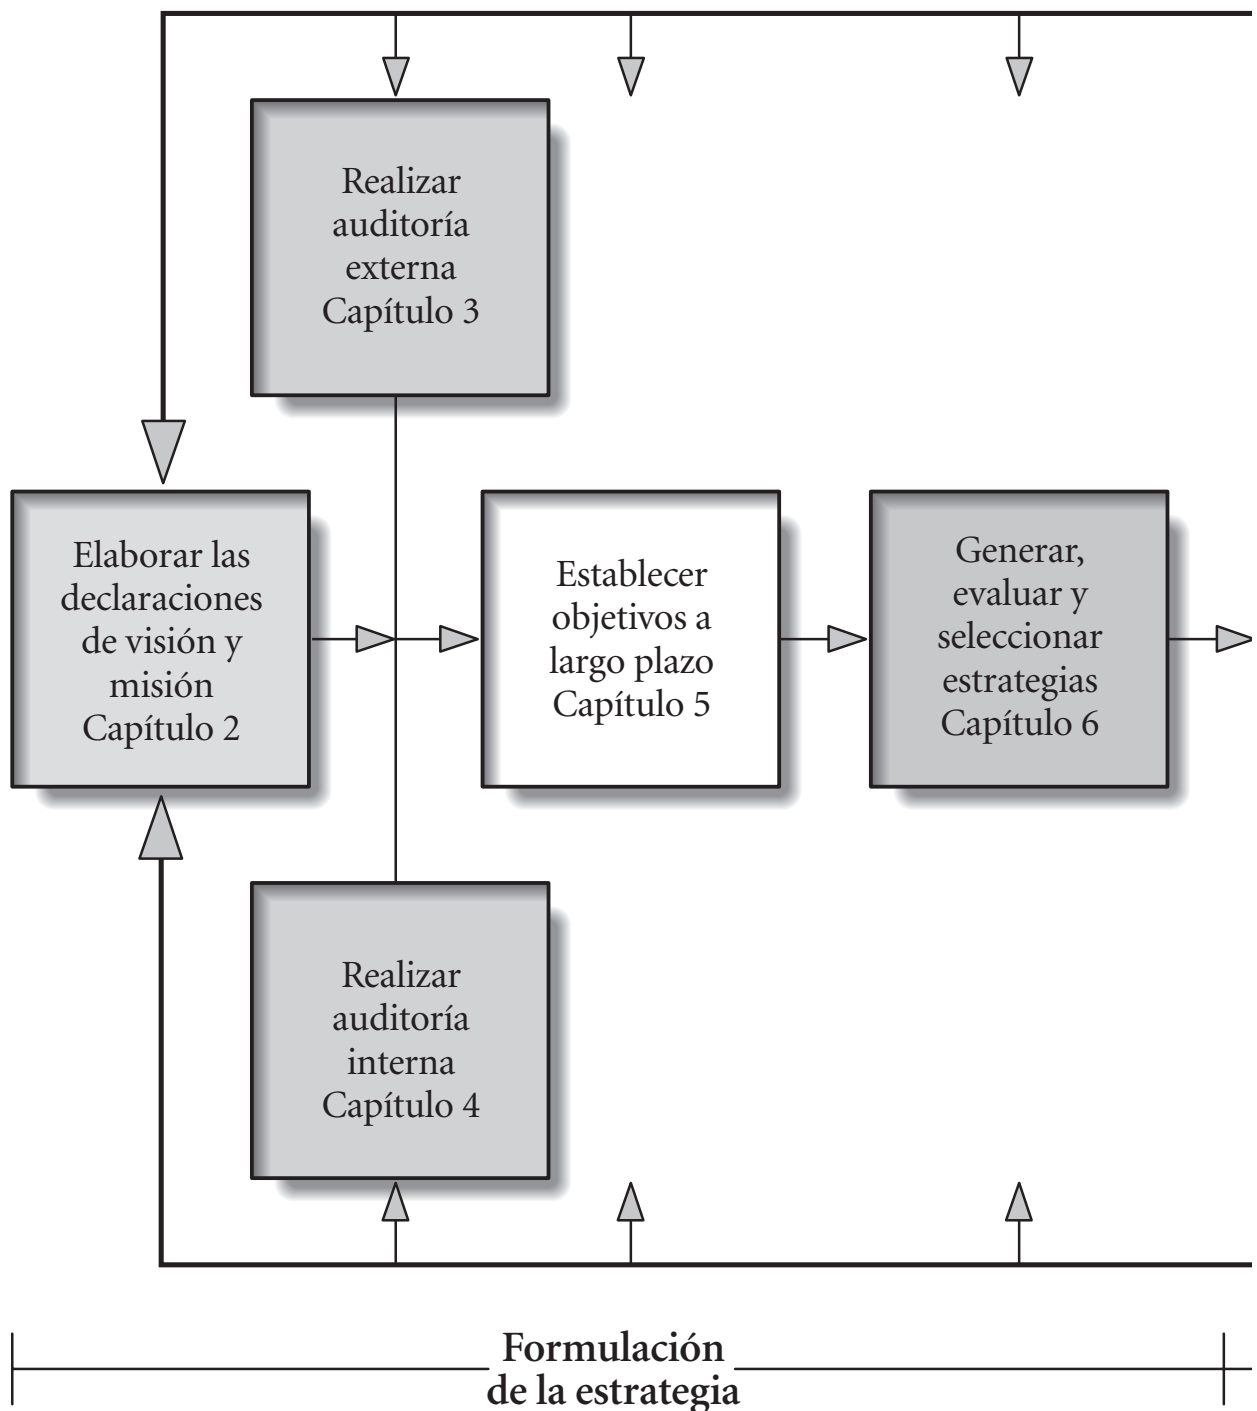 Realizar
auditoría
externa
Capítulo 3
Elaborar las
declaraciones
de visión y
misión
Capítulo 2
Establecer
objetivos a
largo plazo
Capítulo 5
Generar,
evaluar y
seleccionar
estrategias
Capítulo 6
Realizar
auditoría
interna
Capítulo 4
Formulación
de la estrategia